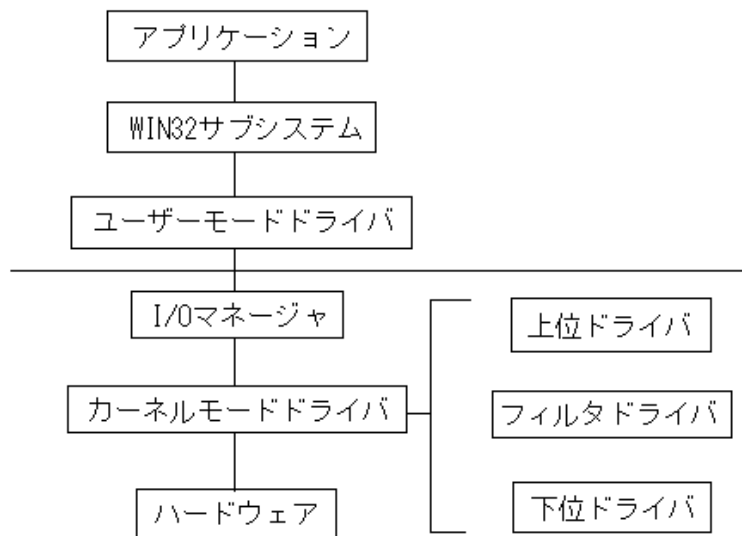 アプリケーション
WIN32サブシステム
ユーザーモードドライバ
I/Oマネージャ
カーネルモードドライバ
ハードウェア
上位ドライバ
フィルタドライバ
下位ドライバ